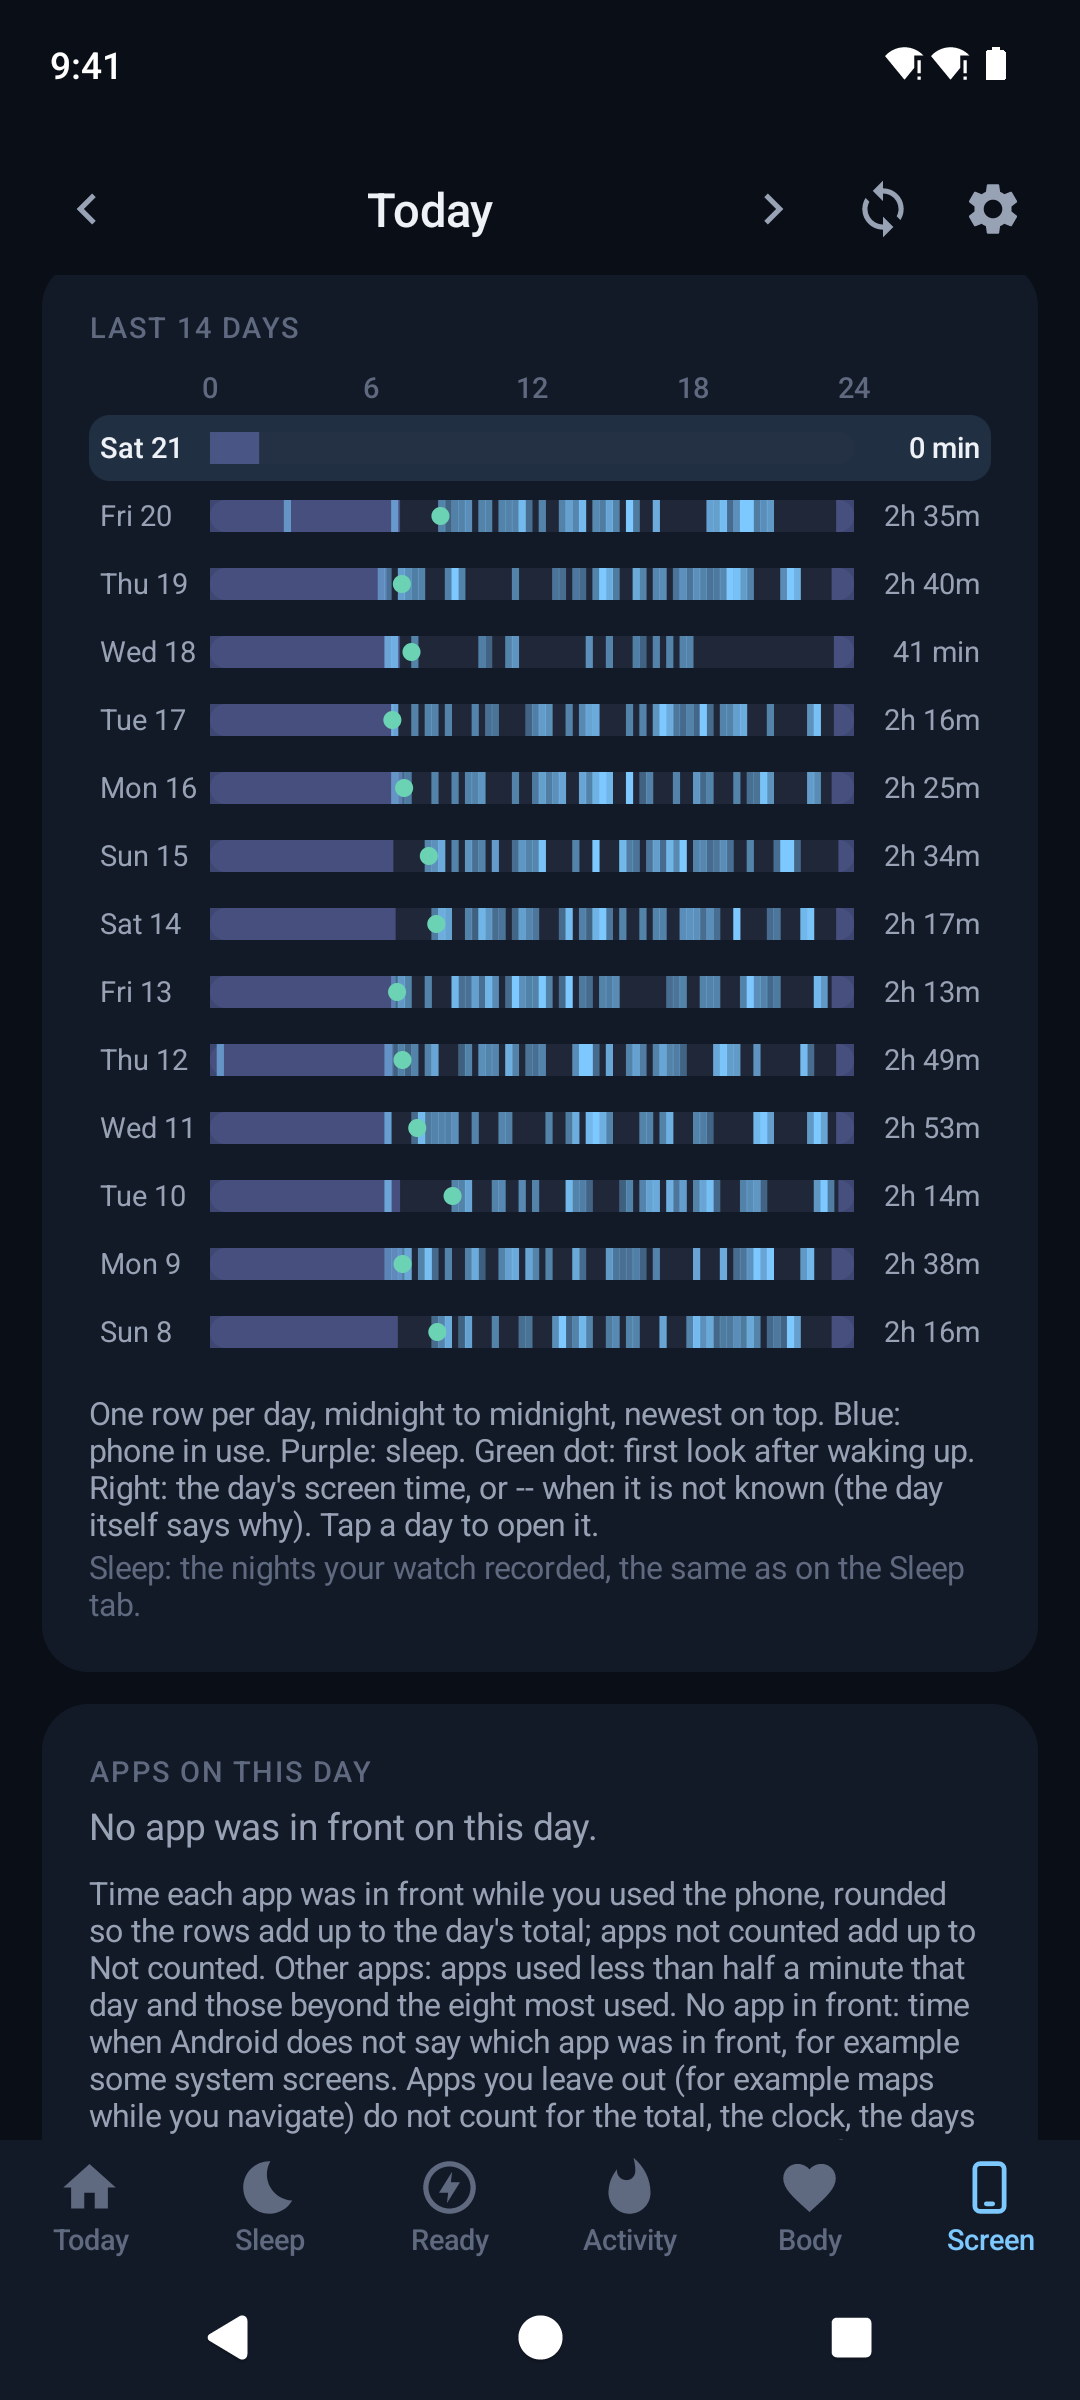 9:41
Today
LAST 14 DAYS
0 6 12 18 24
Sat 21 0 min
Fri 20 2h 35m
Thu 19 2h 40m
Wed 18 41 min
Tue 17 2h 16m
Mon 16 2h 25m
Sun 15 2h 34m
Sat 14 2h 17m
Fri 13 2h 13m
Thu 12 2h 49m
Wed 11 2h 53m
Tue 10 2h 14m
Mon 9 2h 38m
Sun 8 2h 16m
One row per day, midnight to midnight, newest on top. Blue:
phone in use. Purple: sleep. Green dot: first look after waking up.
Right: the day's screen time, or -- when it is not known (the day
itself says why). Tap a day to open it.
Sleep: the nights your watch recorded, the same as on the Sleep
tab.
APPS ON THIS DAY
No app was in front on this day.
Time each app was in front while you used the phone, rounded
so the rows add up to the day's total; apps not counted add up to
Not counted. Other apps: apps used less than half a minute that
day and those beyond the eight most used. No app in front: time
when Android does not say which app was in front, for example
some system screens. Apps you leave out (for example maps
while you navigate) do not count for the total, the clock, the days
Today Sleep Ready Activity Body Screen